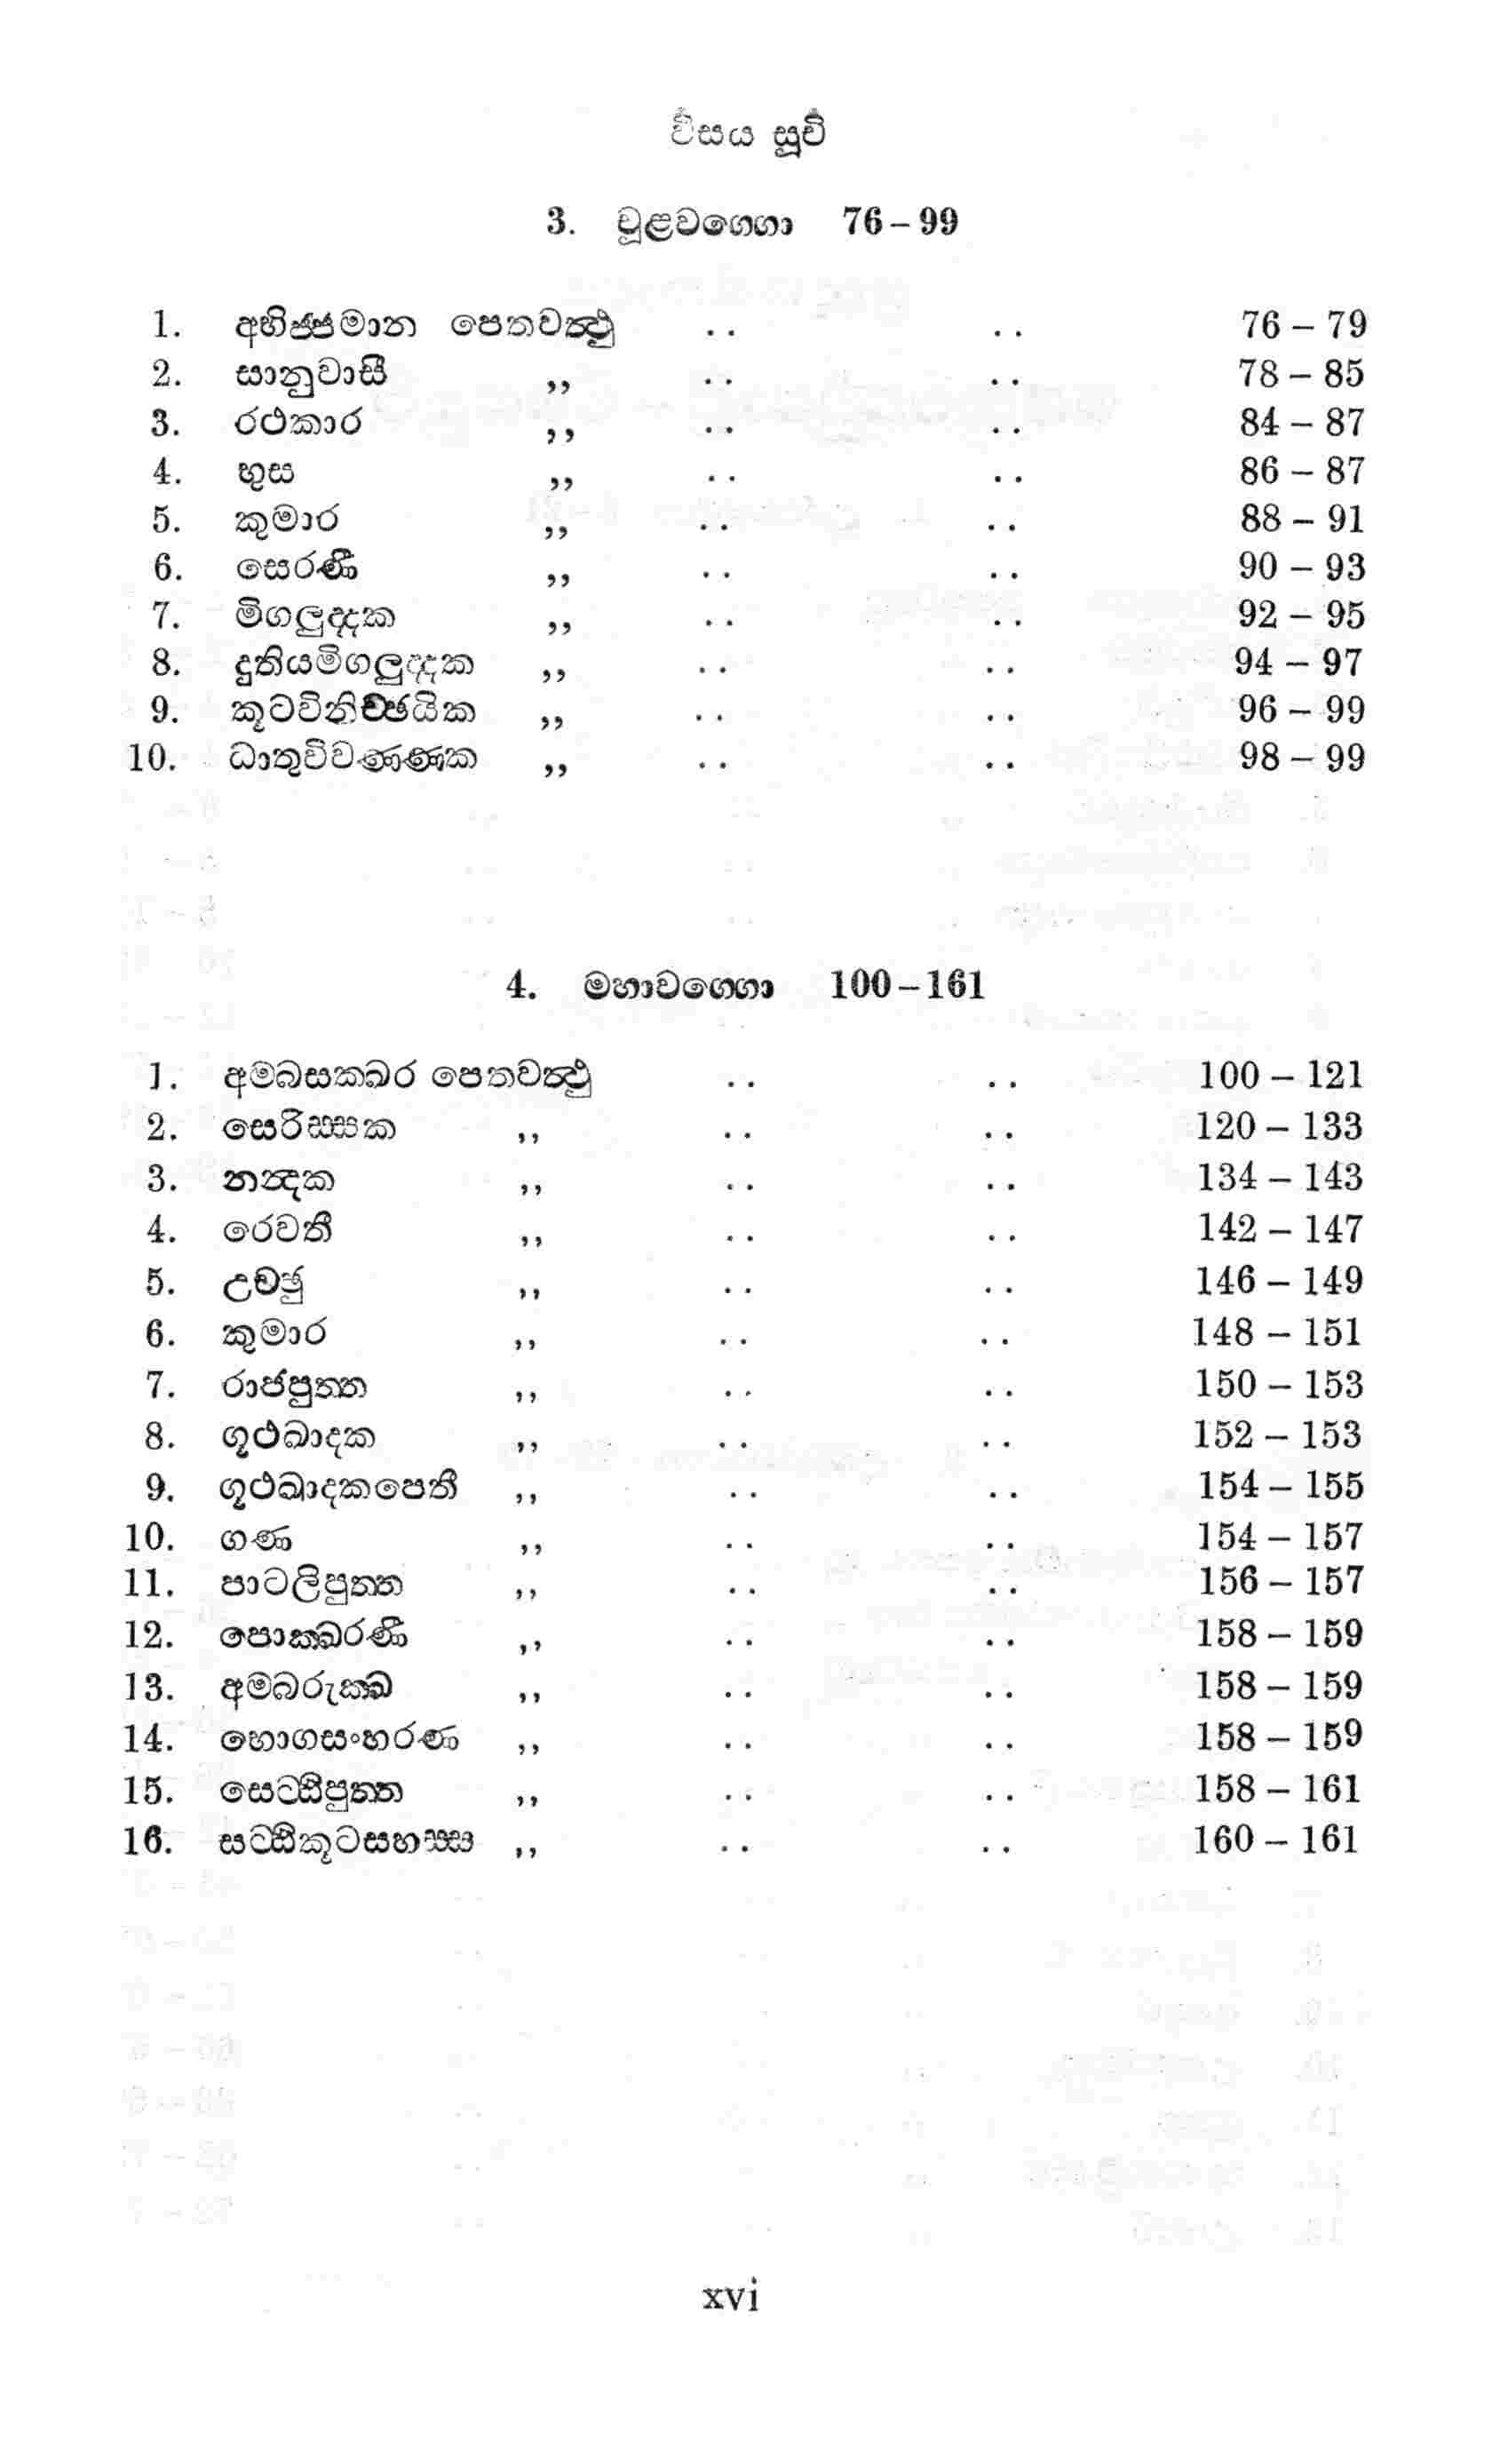 විසය සූචි
3. චූළවග්ගො 76 – 99
1. අභිජ්ජමාන පෙතවත්ථු .. .. 76 – 79
2. සානුවාසී ,, .. .. 78 – 85
3. රථකාර ,, .. .. 84 – 87
4. භුස ,, .. .. 86 – 87
5. කුමාර ,, .. .. 88 – 91
6. සෙරණී ,, .. .. 90 – 93
7. මිගලුද්දක ,, .. .. 92 – 95
8. දුතියමිගලුද්දක ,, .. .. 94 – 97
9. කූටවිනිච්ඡයික ,, .. .. 96 – 99
10. ධාතුවිවණ්ණක ,, .. .. 98 – 99
4. මහාවග්ගො 100 – 161
1. අම්බසක්ඛර පෙතවත්ථු .. .. 100 – 121
2. සෙරිස්සක ,, .. .. 120 – 133
3. නන්දක ,, .. .. 134 – 143
4. රෙවතී ,, .. .. 142 – 147
5. උච්ඡු ,, .. .. 146 – 149
6. කුමාර ,, .. .. 148 – 151
7. රාජපුත්ත ,, .. .. 150 – 153
8. ගූථඛාදක ,, .. .. 152 – 153
9. ගූථඛාදකපෙතී ,, .. .. 154 – 155
10. ගණ ,, .. .. 154 – 157
11. පාටලිපුත්ත ,, .. .. 156 – 157
12. පොක්ඛරණී ,, .. .. 158 – 159
13. අම්බරුක්ඛ ,, .. .. 158 – 159
14. භොගසංහරණ ,, .. .. 158 – 159
15. සෙට්ඨිපුත්ත ,, .. .. 158 – 161
16. සට්ඨිකූටසහස්ස ,, .. .. 160 – 161
xvi